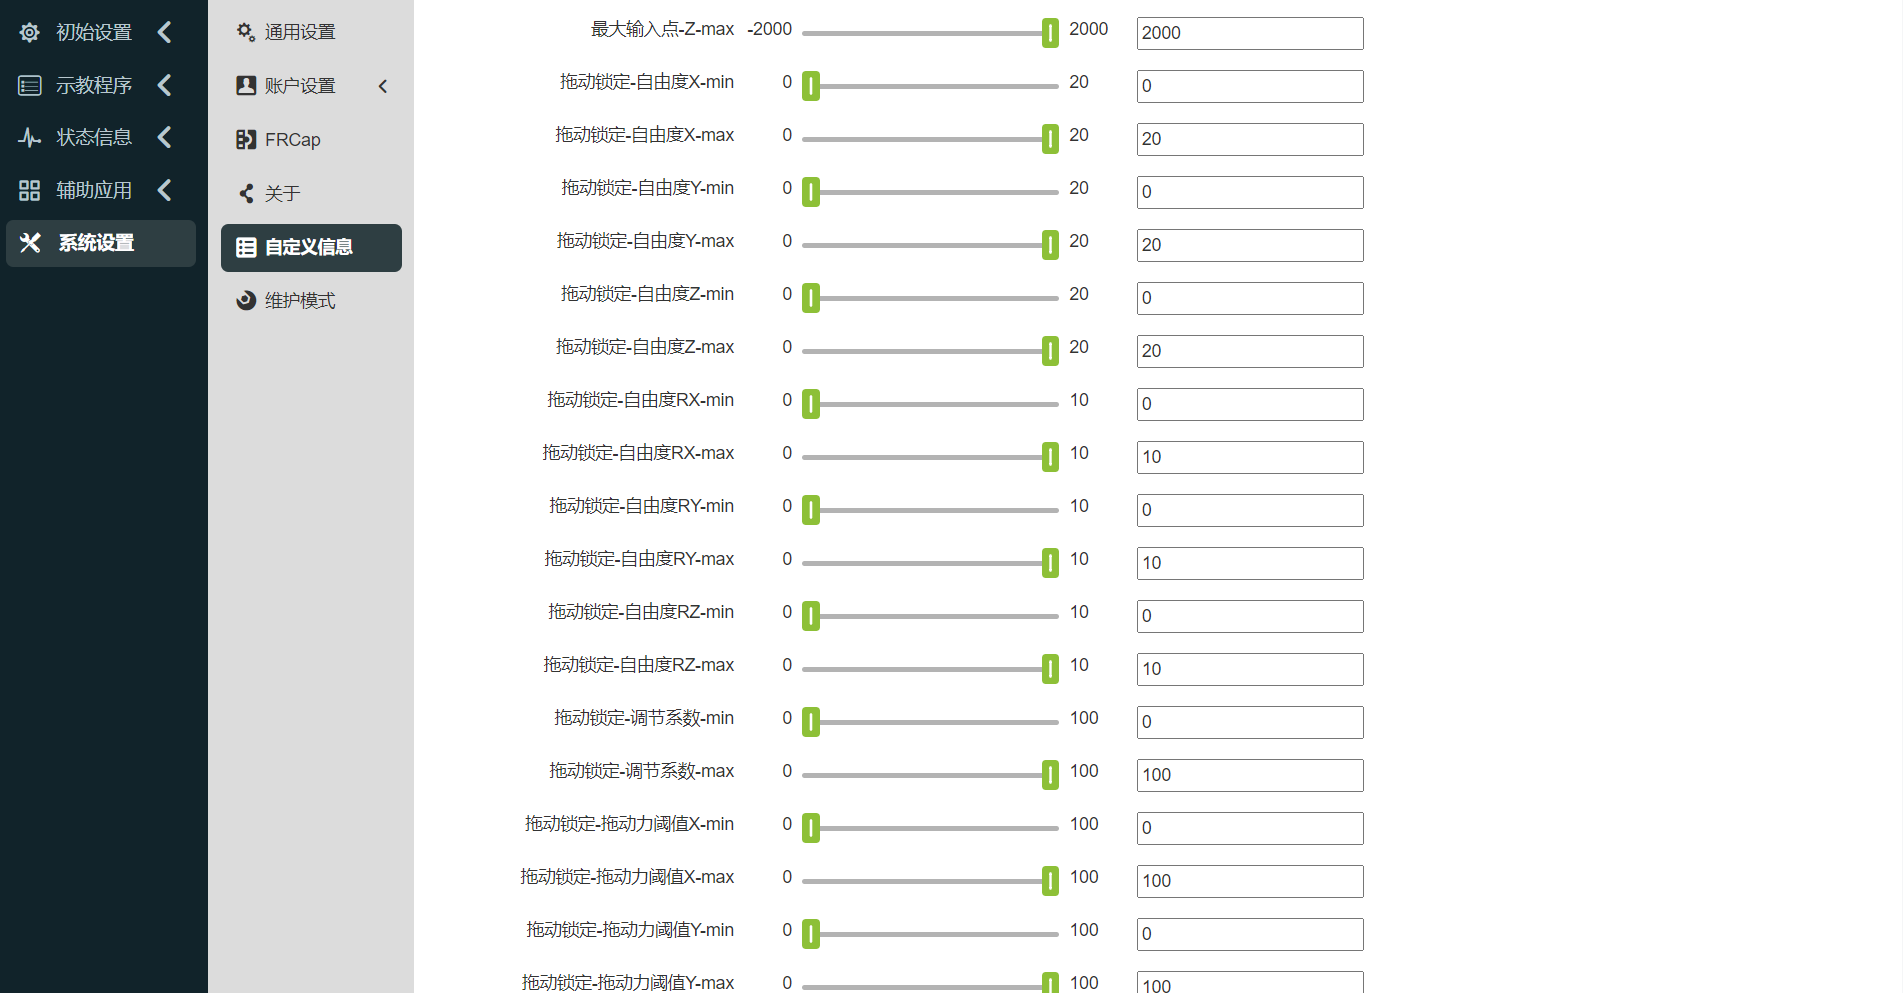 初始设置
示教程序
状态信息
辅助应用
系统设置
通用设置
账户设置
FRCap
关于
自定义信息
维护模式
最大输入点-Z-max -2000 2000 2000
拖动锁定-自由度X-min 0 20 0
拖动锁定-自由度X-max 0 20 20
拖动锁定-自由度Y-min 0 20 0
拖动锁定-自由度Y-max 0 20 20
拖动锁定-自由度Z-min 0 20 0
拖动锁定-自由度Z-max 0 20 20
拖动锁定-自由度RX-min 0 10 0
拖动锁定-自由度RX-max 0 10 10
拖动锁定-自由度RY-min 0 10 0
拖动锁定-自由度RY-max 0 10 10
拖动锁定-自由度RZ-min 0 10 0
拖动锁定-自由度RZ-max 0 10 10
拖动锁定-调节系数-min 0 100 0
拖动锁定-调节系数-max 0 100 100
拖动锁定-拖动力阈值X-min 0 100 0
拖动锁定-拖动力阈值X-max 0 100 100
拖动锁定-拖动力阈值Y-min 0 100 0
拖动锁定-拖动力阈值Y-max 0 100 100